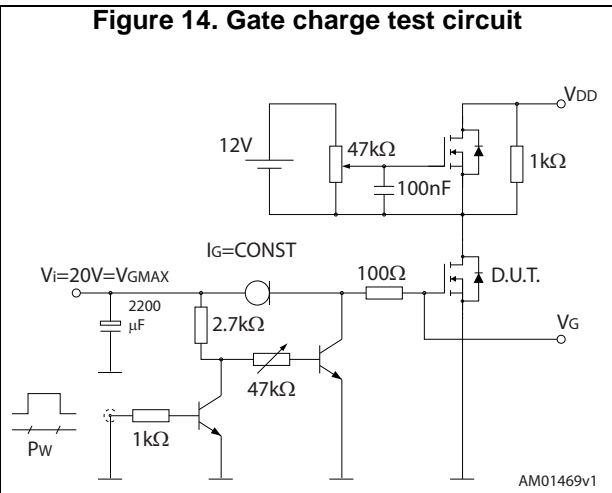 Figure 14. Gate charge test circuit
VDD
12V
47kΩ
1kΩ
100nF
IG=CONST
Vi=20V=VGMAX
100Ω
D.U.T.
2200
μF
2.7kΩ
VG
47kΩ
1kΩ
PW
AM01469v1